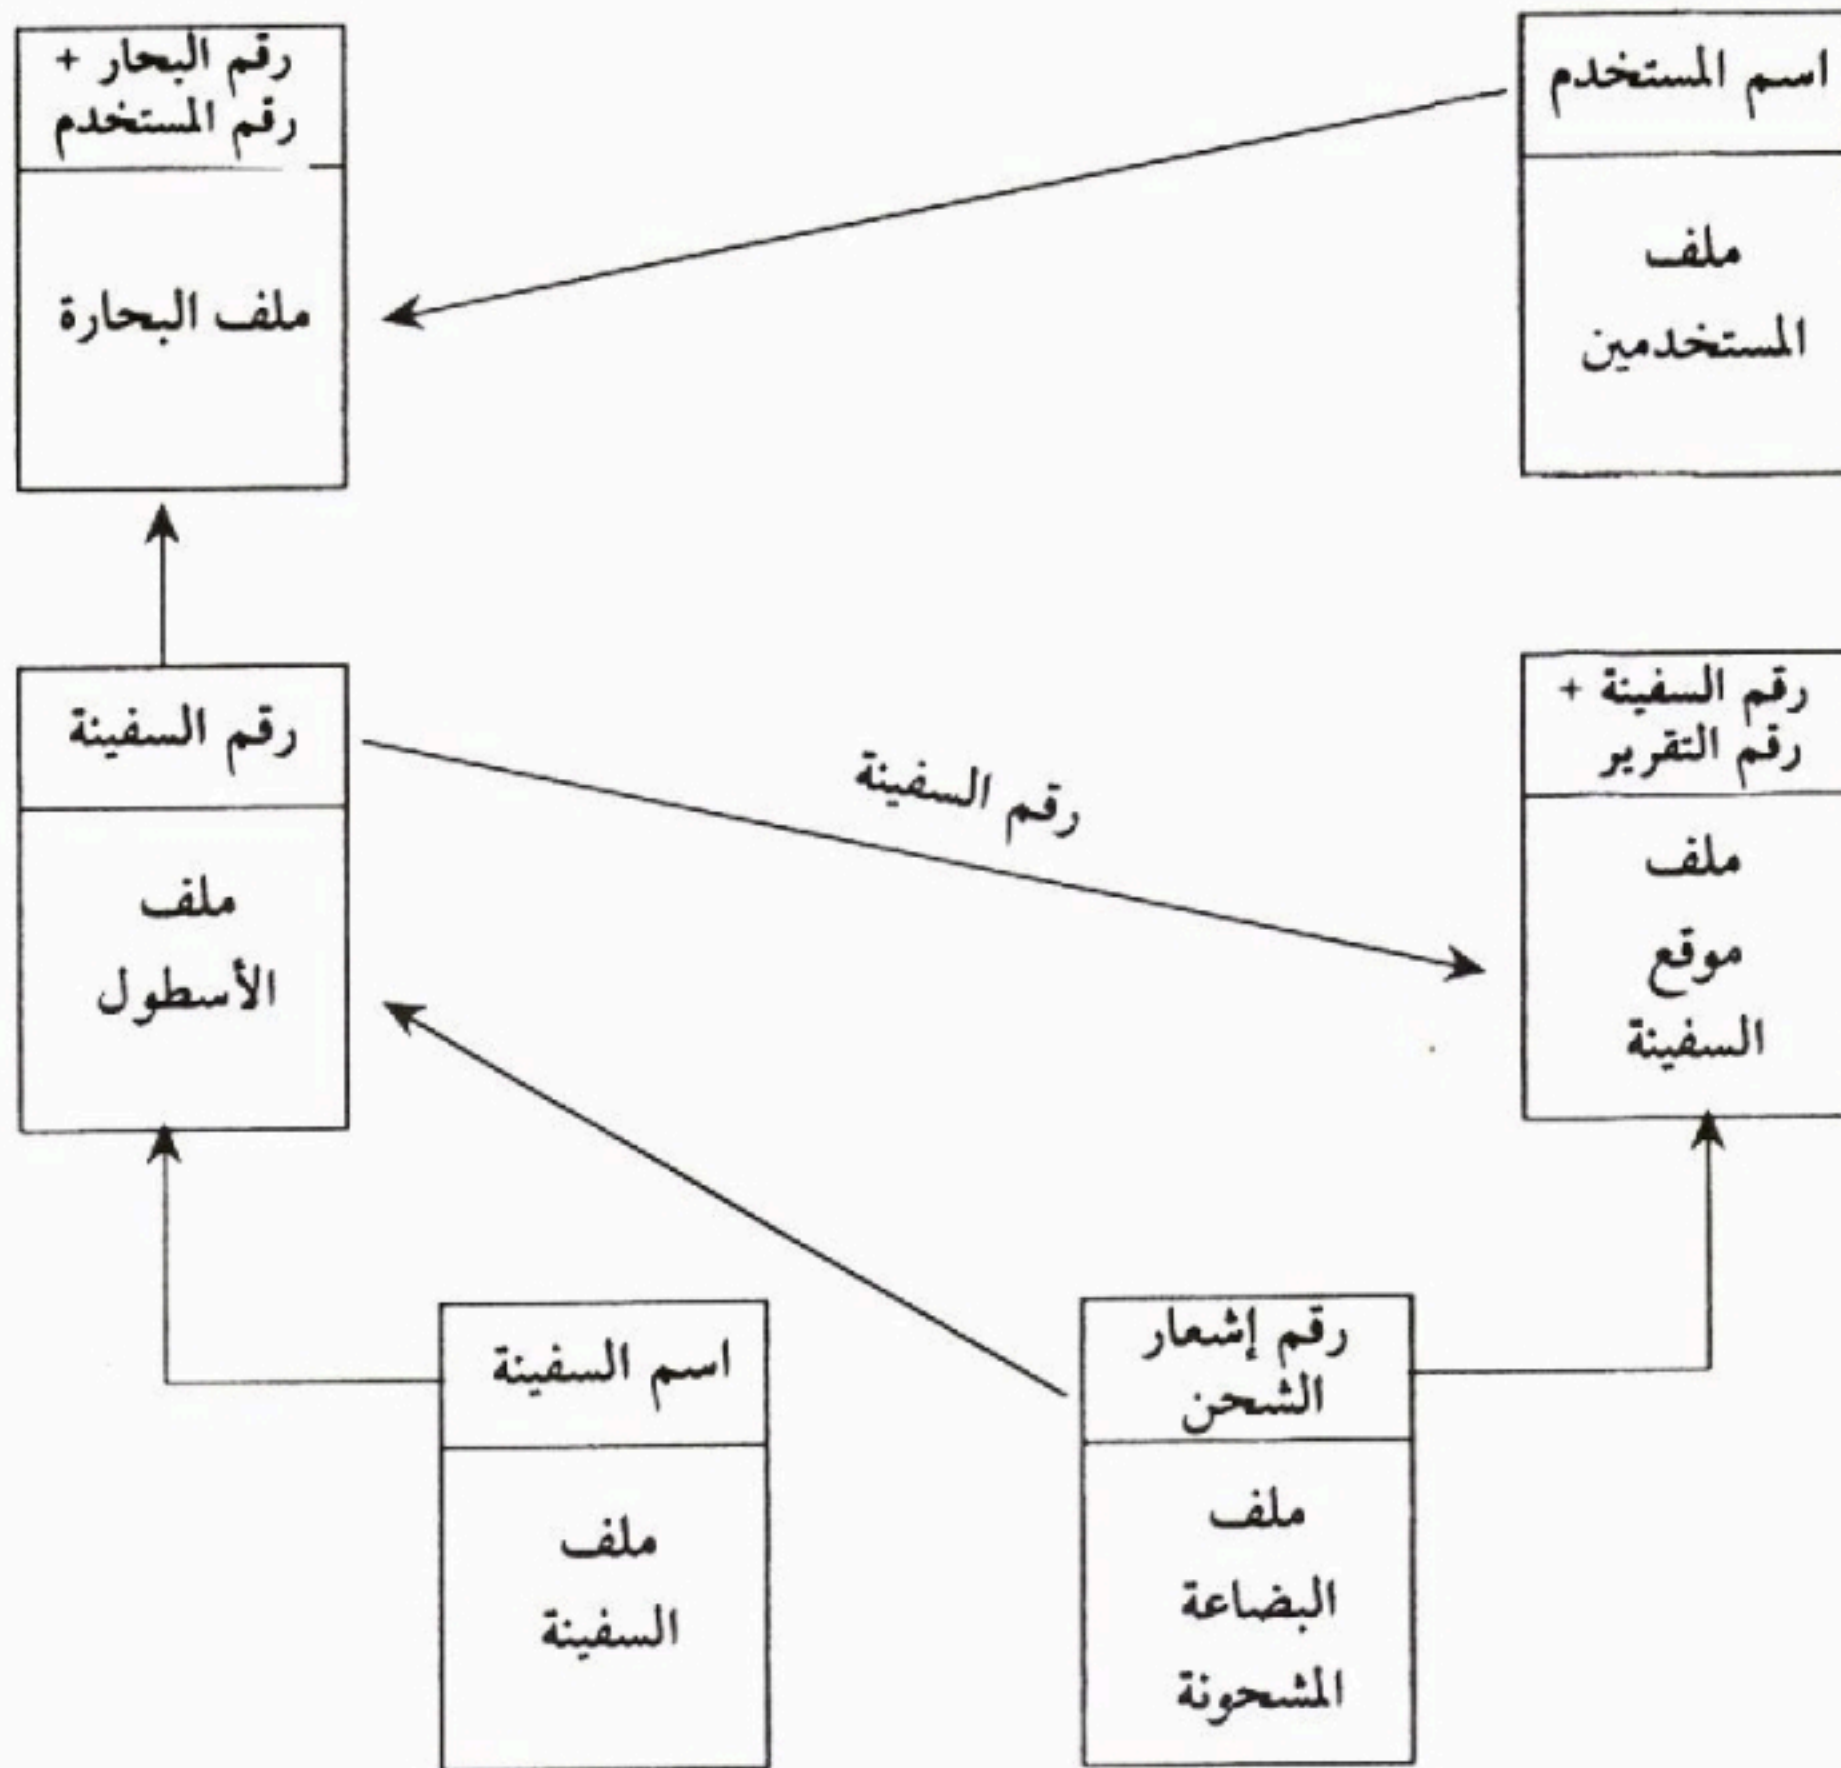 اسم المستخدم
ملف
المستخدمين
رقم البحار +
رقم المستخدم
ملف البحارة
رقم السفينة +
رقم التقرير
ملف
موقع
السفينة
رقم السفينة
رقم السفينة
ملف
الأسطول
رقم إشعار
الشحن
ملف
البضاعة
المشحونة
اسم السفينة
ملف
السفينة